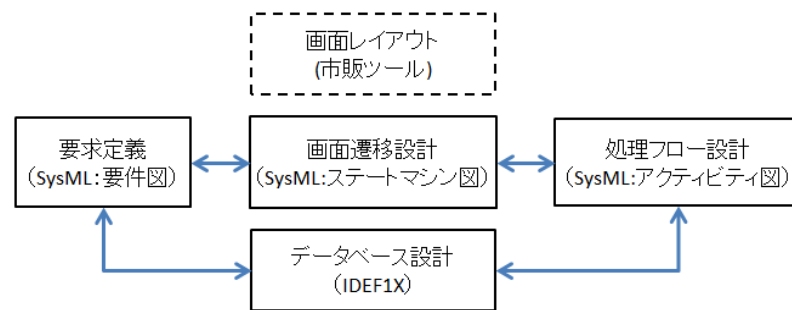 画面レイアウト
(市販ツール)
要求定義
(SysML:要件図)
画面遷移設計
(SysML:ステートマシン図)
処理フロー設計
(SysML:アクティビティ図)
データベース設計
(IDEF1X)